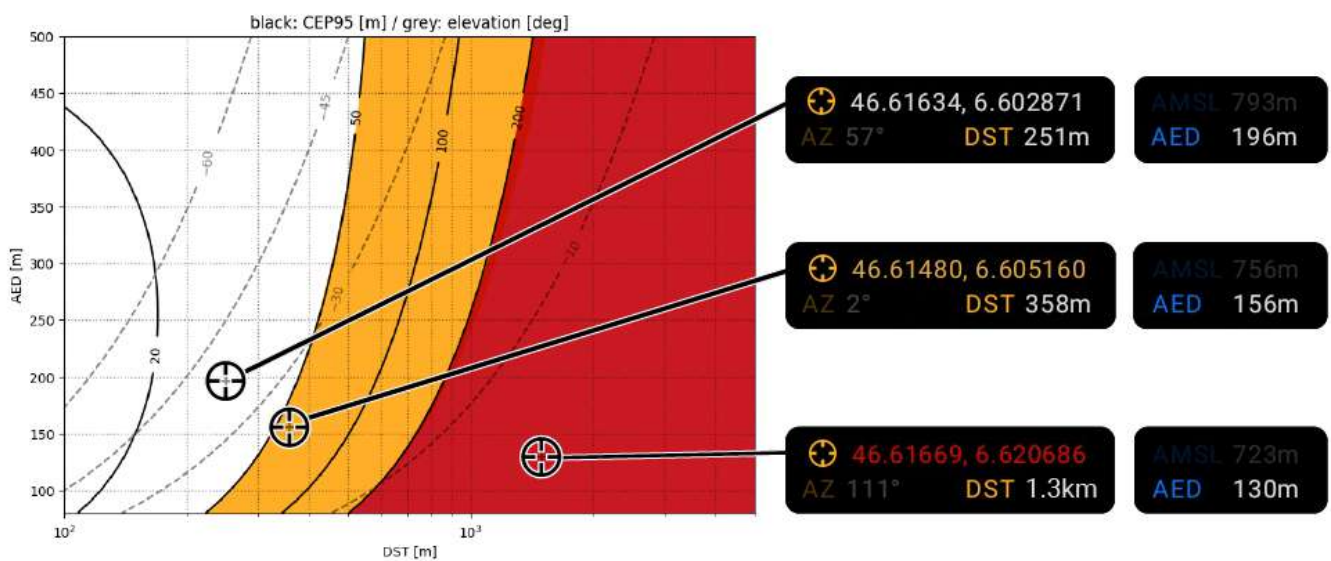 black: CEP95 [m] / grey: elevation [deg]
500
450
400
350
300
250
200
150
100
AED [m]
10²
10³
DST [m]
20
50
100
200
−60
−45
−30
−10
46.61634, 6.602871
AZ 57° DST 251m
AMSL 793m
AED 196m
46.61480, 6.605160
AZ 2° DST 358m
AMSL 756m
AED 156m
46.61669, 6.620686
AZ 111° DST 1.3km
AMSL 723m
AED 130m